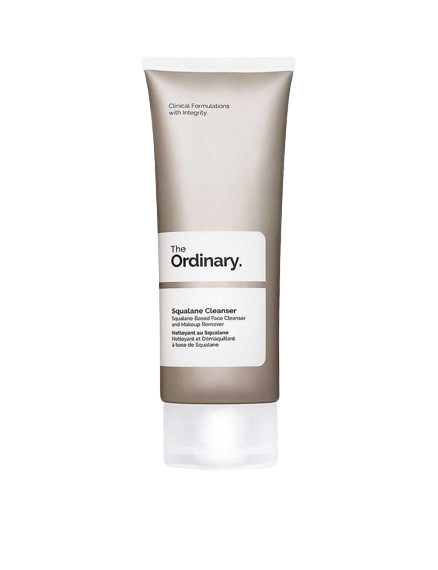 Clinical Formulations
with Integrity.
The
Ordinary.
Squalane Cleanser
Squalane Based Face Cleanser
and Makeup Remover
Nettoyant au Squalane
Nettoyant et Démaquillant
à base de Squalane